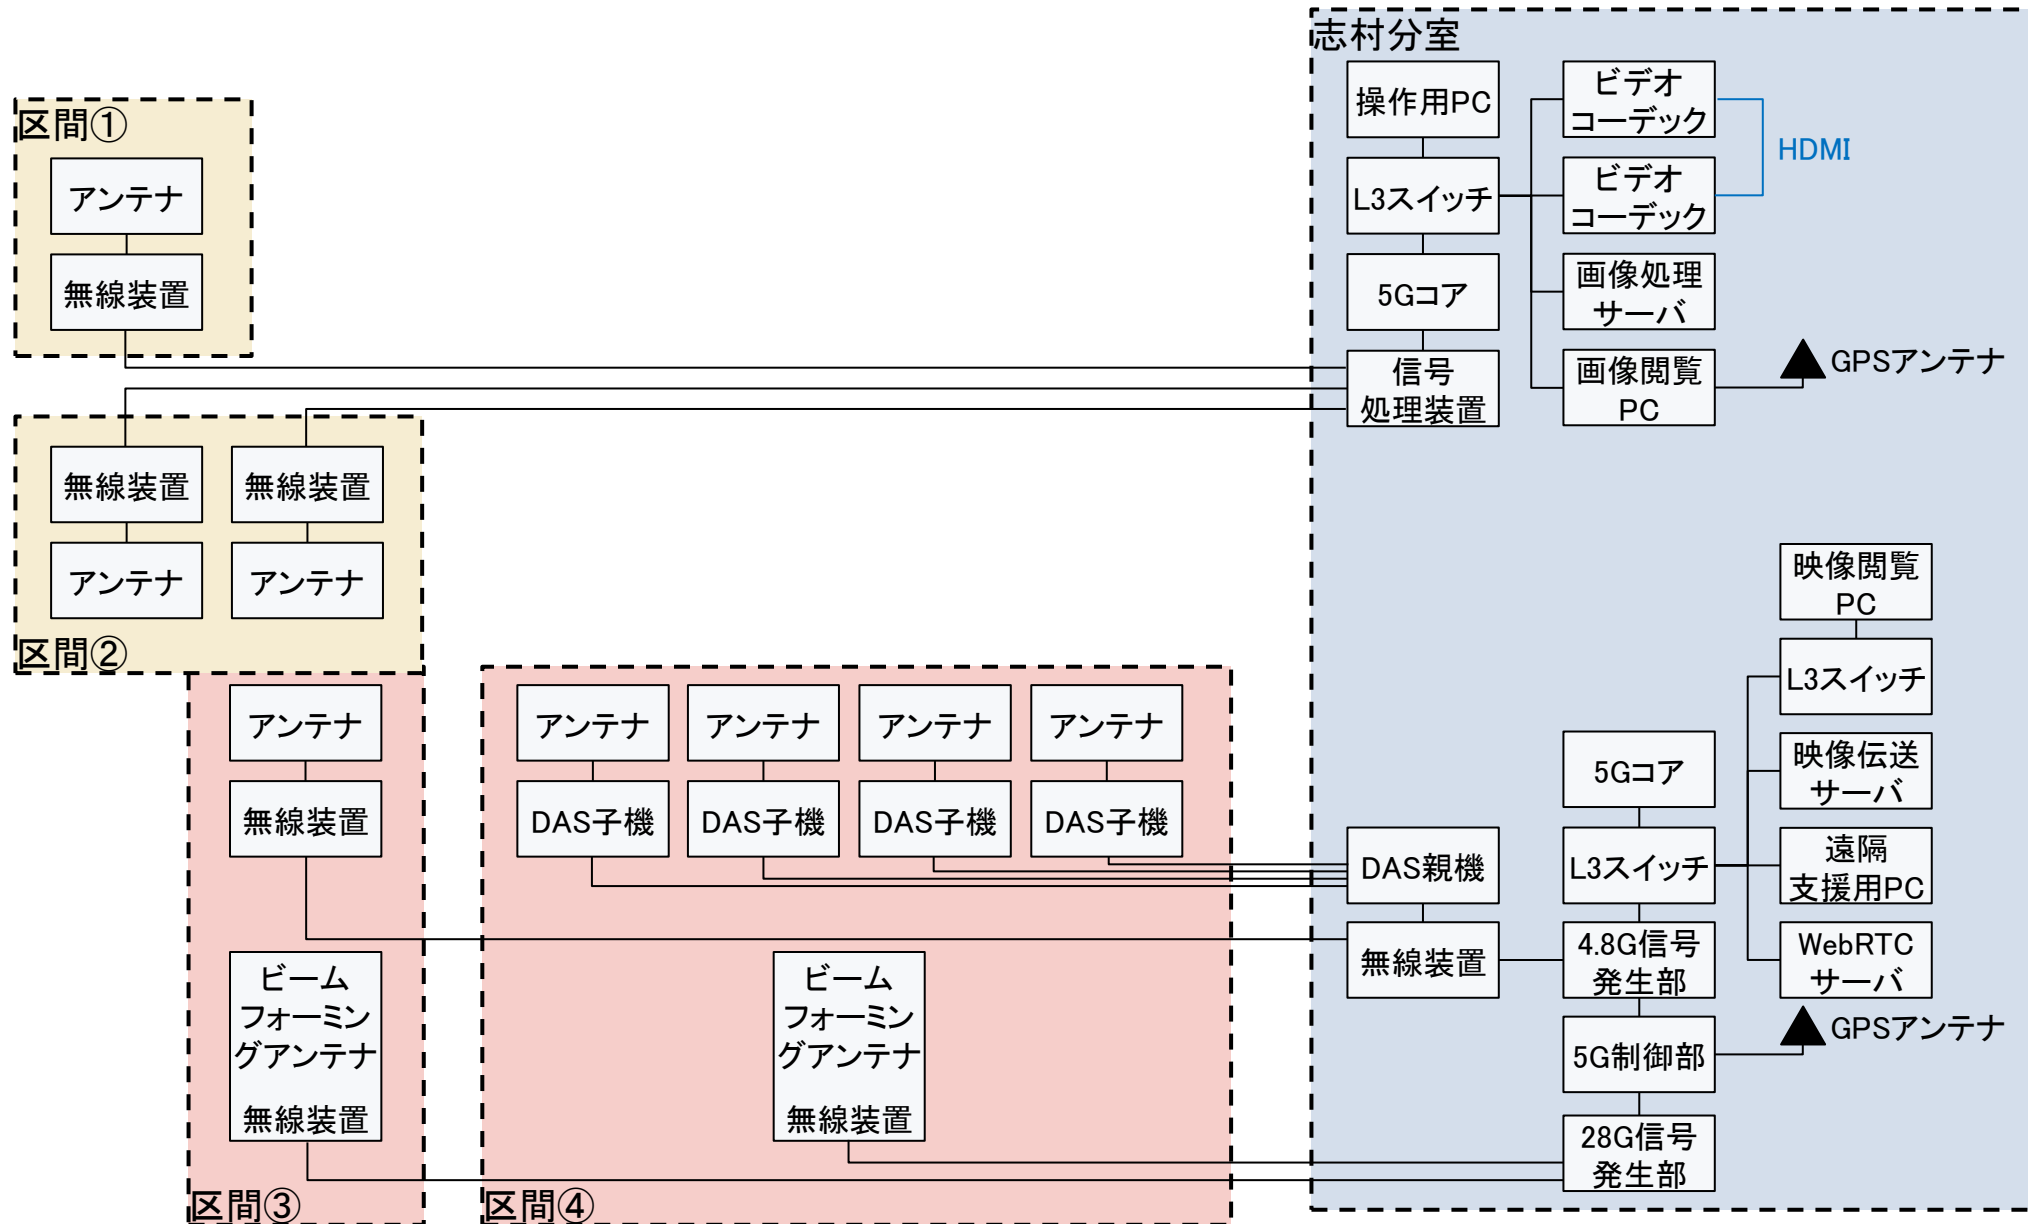 志村分室
操作用PC
ビデオ
コーデック
区間①
HDMI
アンテナ
L3スイッチ
ビデオ
コーデック
無線装置
5Gコア
画像処理
サーバ
信号
処理装置
画像閲覧
PC
GPSアンテナ
無線装置
無線装置
アンテナ
アンテナ
区間②
映像閲覧
PC
L3スイッチ
アンテナ
アンテナ
アンテナ
アンテナ
アンテナ
5Gコア
映像伝送
サーバ
無線装置
DAS子機
DAS子機
DAS子機
DAS子機
DAS親機
L3スイッチ
遠隔
支援用PC
無線装置
4.8G信号
発生部
WebRTC
サーバ
ビーム
フォーミン
グアンテナ
無線装置
ビーム
フォーミン
グアンテナ
無線装置
5G制御部
GPSアンテナ
28G信号
発生部
区間③
区間④